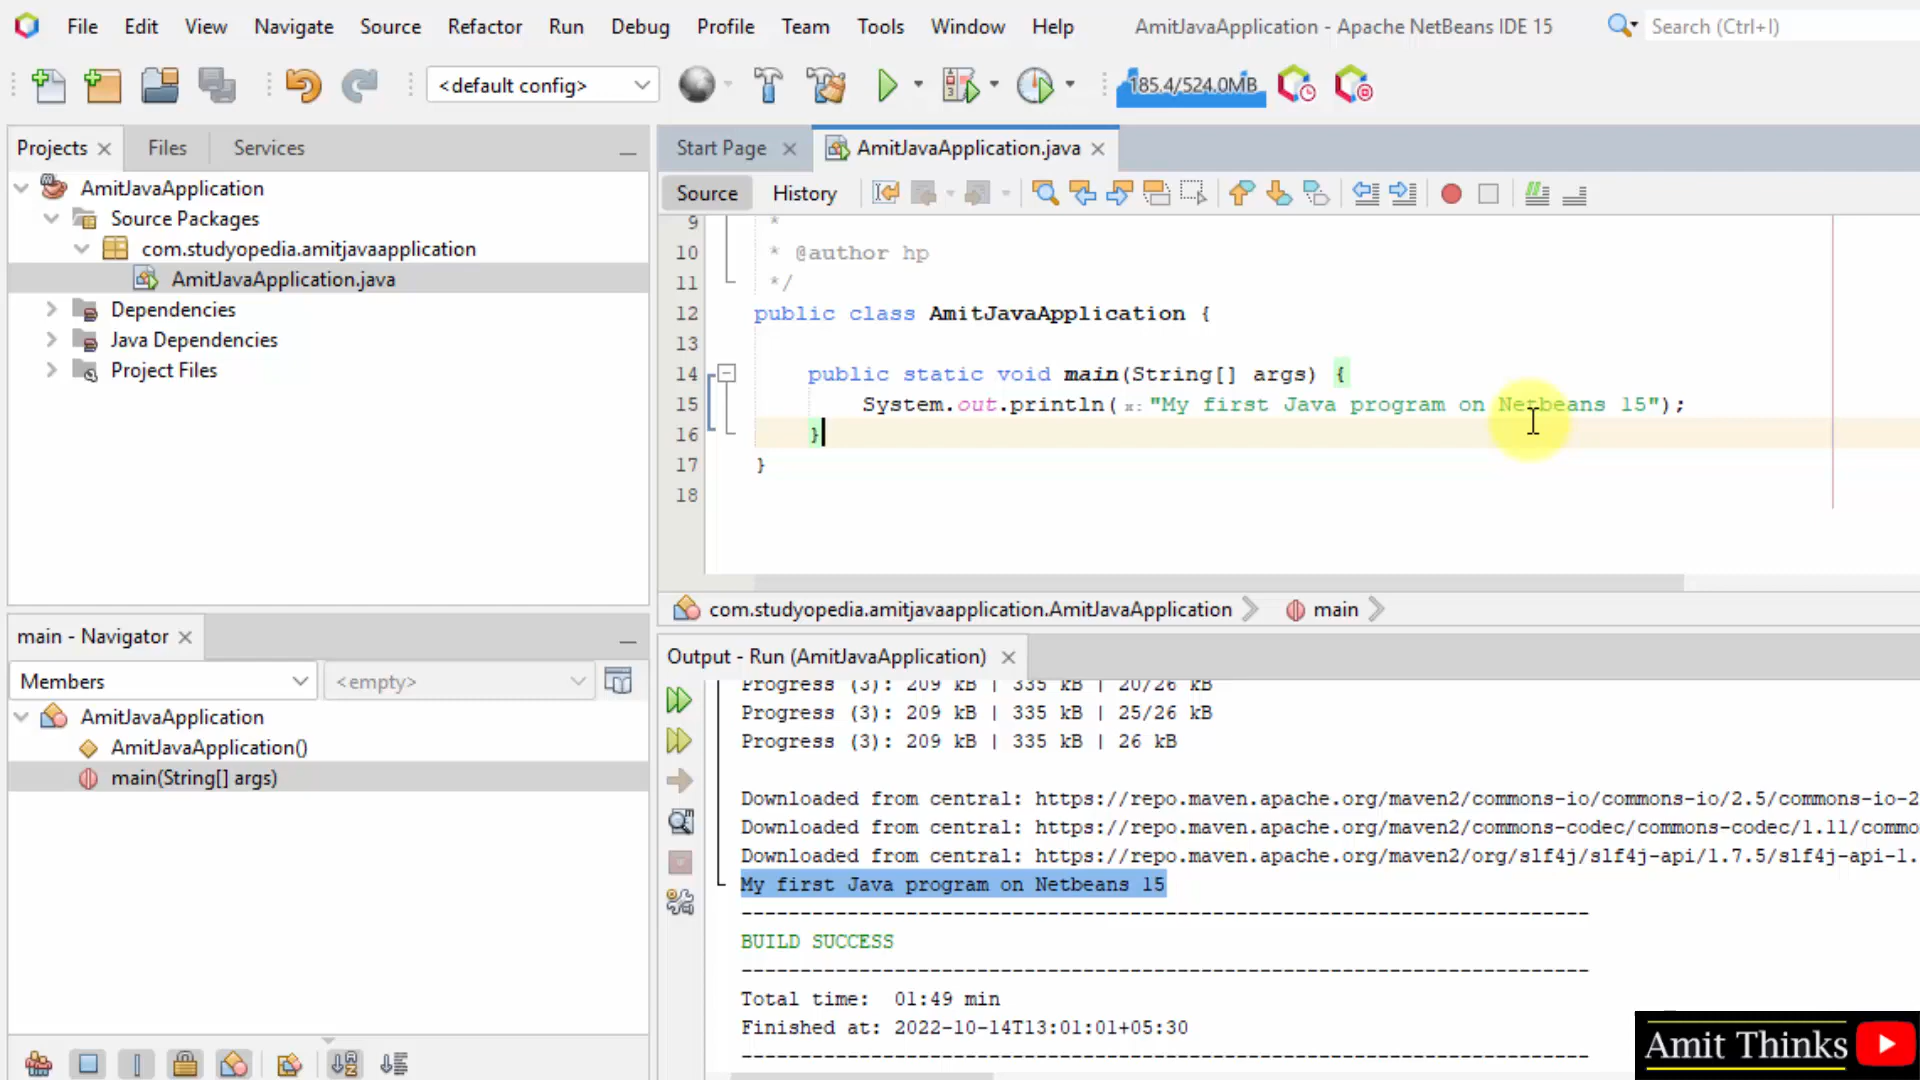 File Edit View Navigate Source Refactor Run Debug Profile Team Tools Window Help AmitJavaApplication - Apache NetBeans IDE 15 Search (Ctrl+I)
<default config> 185.4/524.0MB
Projects Files Services
AmitJavaApplication
Source Packages
com.studyopedia.amitjavaapplication
AmitJavaApplication.java
Dependencies
Java Dependencies
Project Files
Start Page AmitJavaApplication.java
Source History
9 *
10 * @author hp
11 */
12 public class AmitJavaApplication {
13
14 public static void main(String[] args) {
15 System.out.println( x: "My first Java program on Netbeans 15");
16 }
17 }
18
com.studyopedia.amitjavaapplication.AmitJavaApplication main
main - Navigator
Members <empty>
AmitJavaApplication
AmitJavaApplication()
main(String[] args)
Output - Run (AmitJavaApplication)
Progress (3): 209 kB | 335 kB | 20/26 kB
Progress (3): 209 kB | 335 kB | 25/26 kB
Progress (3): 209 kB | 335 kB | 26 kB
Downloaded from central: https://repo.maven.apache.org/maven2/commons-io/commons-io/2.5/commons-io-2
Downloaded from central: https://repo.maven.apache.org/maven2/commons-codec/commons-codec/1.11/commo
Downloaded from central: https://repo.maven.apache.org/maven2/org/slf4j/slf4j-api/1.7.5/slf4j-api-1.
My first Java program on Netbeans 15
------------------------------------------------------------------------
BUILD SUCCESS
------------------------------------------------------------------------
Total time:  01:49 min
Finished at: 2022-10-14T13:01:01+05:30
------------------------------------------------------------------------
Amit Thinks